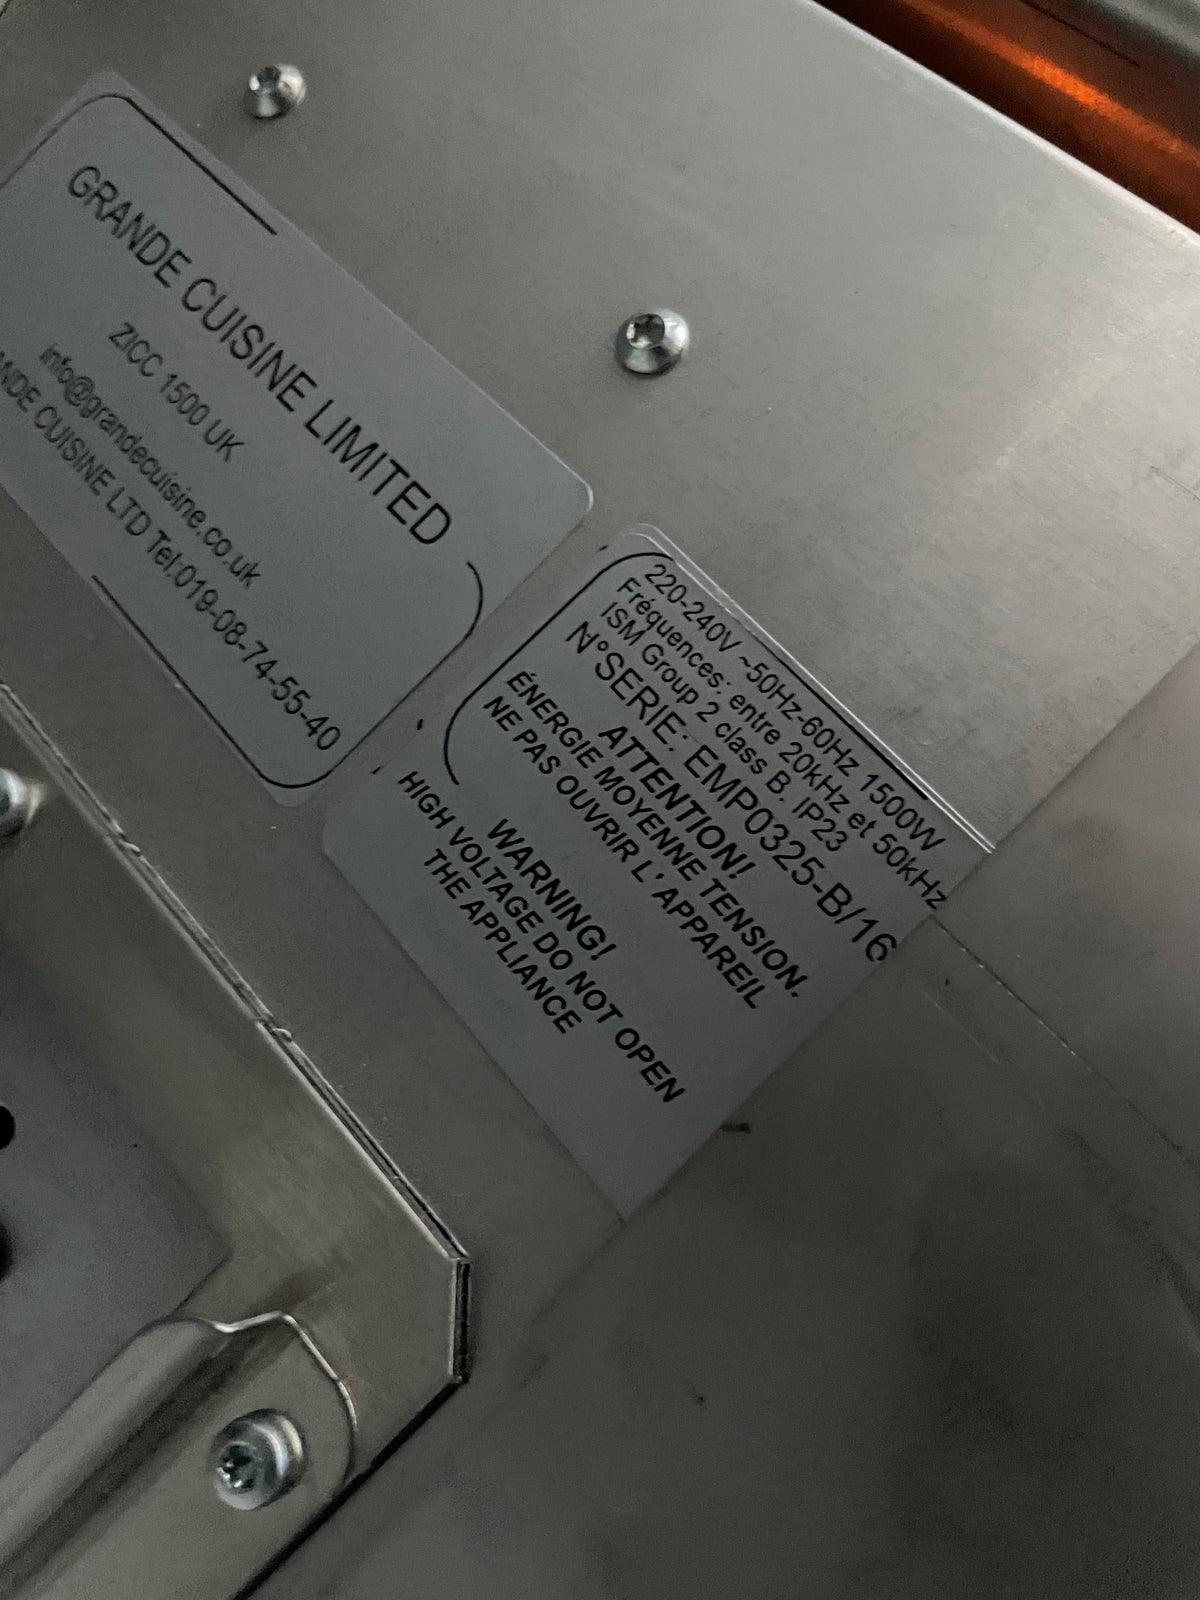 GRANDE CUISINE LIMITED
ZICC 1500 UK
info@grandecuisine.co.uk
CUISINE LTD Tel:019-08-74-55-40
220-240V ~50Hz-60Hz 1500W
Fréquences: entre 20kHz et 50kHz
ISM Group 2 class B. IP23
N°SERIE: EMP0325-B/16
ATTENTION!
ÉNERGIE MOYENNE TENSION.
NE PAS OUVRIR L'APPAREIL
WARNING!
HIGH VOLTAGE DO NOT OPEN
THE APPLIANCE